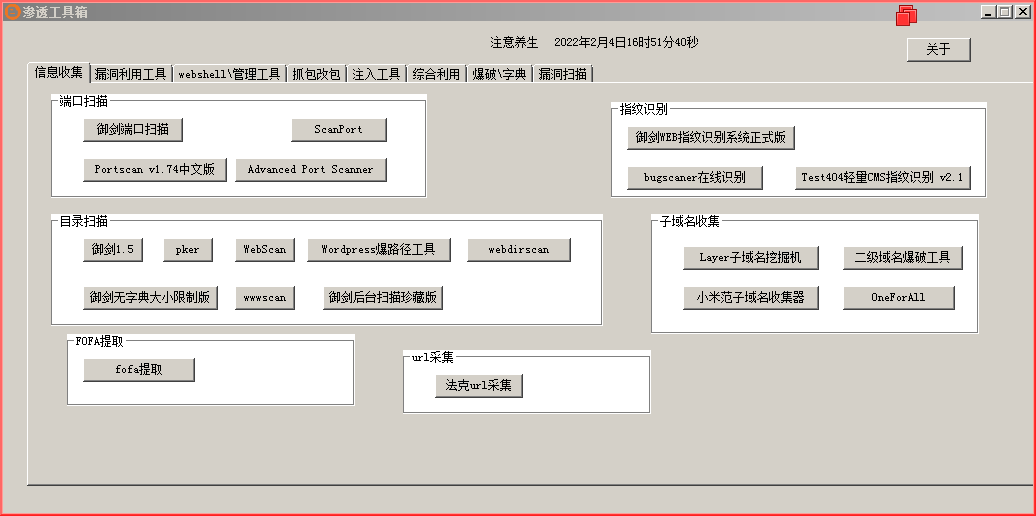 渗透工具箱
注意养生 2022年2月4日16时51分40秒
关于
信息收集 漏洞利用工具 webshell\管理工具 抓包改包 注入工具 综合利用 爆破\字典 漏洞扫描
端口扫描
御剑端口扫描 ScanPort
Portscan v1.74中文版 Advanced Port Scanner
指纹识别
御剑WEB指纹识别系统正式版
bugscaner在线识别 Test404轻量CMS指纹识别 v2.1
目录扫描
御剑1.5 pker WebScan Wordpress爆路径工具 webdirscan
御剑无字典大小限制版 wwwscan 御剑后台扫描珍藏版
子域名收集
Layer子域名挖掘机 二级域名爆破工具
小米范子域名收集器 OneForAll
FOFA提取
fofa提取
url采集
法克url采集